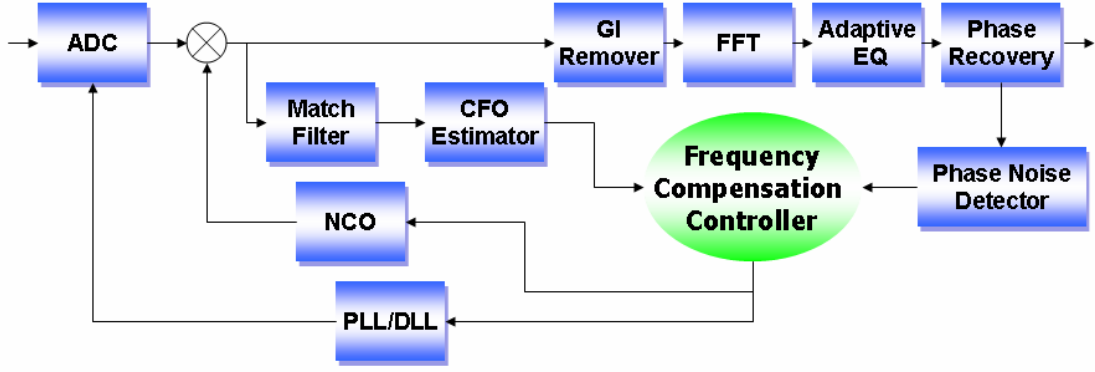 ADC
GI
Remover
FFT
Adaptive
EQ
Phase
Recovery
Match
Filter
CFO
Estimator
Frequency
Compensation
Controller
Phase Noise
Detector
NCO
PLL/DLL